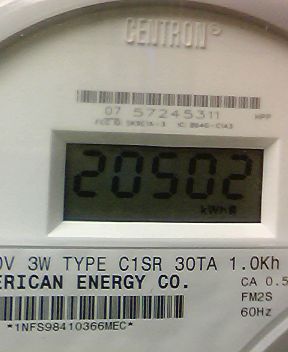 CENTRON®
07 57245311 HPP
20502
kWh
0V 3W TYPE C1SR 30TA 1.0Kh
ERICAN ENERGY CO. CA 0.5
FM2S
60Hz
*1NFS98410366MEC*